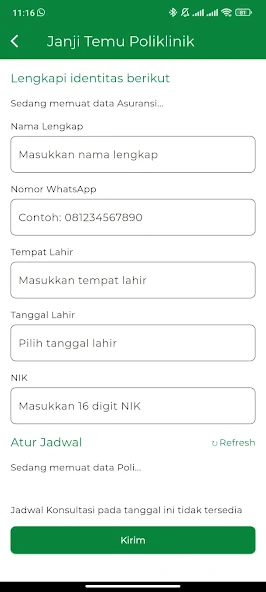 11:16
81
Janji Temu Poliklinik
Lengkapi identitas berikut
Sedang memuat data Asuransi...
Nama Lengkap
Masukkan nama lengkap
Nomor WhatsApp
Contoh: 081234567890
Tempat Lahir
Masukkan tempat lahir
Tanggal Lahir
Pilih tanggal lahir
NIK
Masukkan 16 digit NIK
Atur Jadwal
↻ Refresh
Sedang memuat data Poli...
Jadwal Konsultasi pada tanggal ini tidak tersedia
Kirim